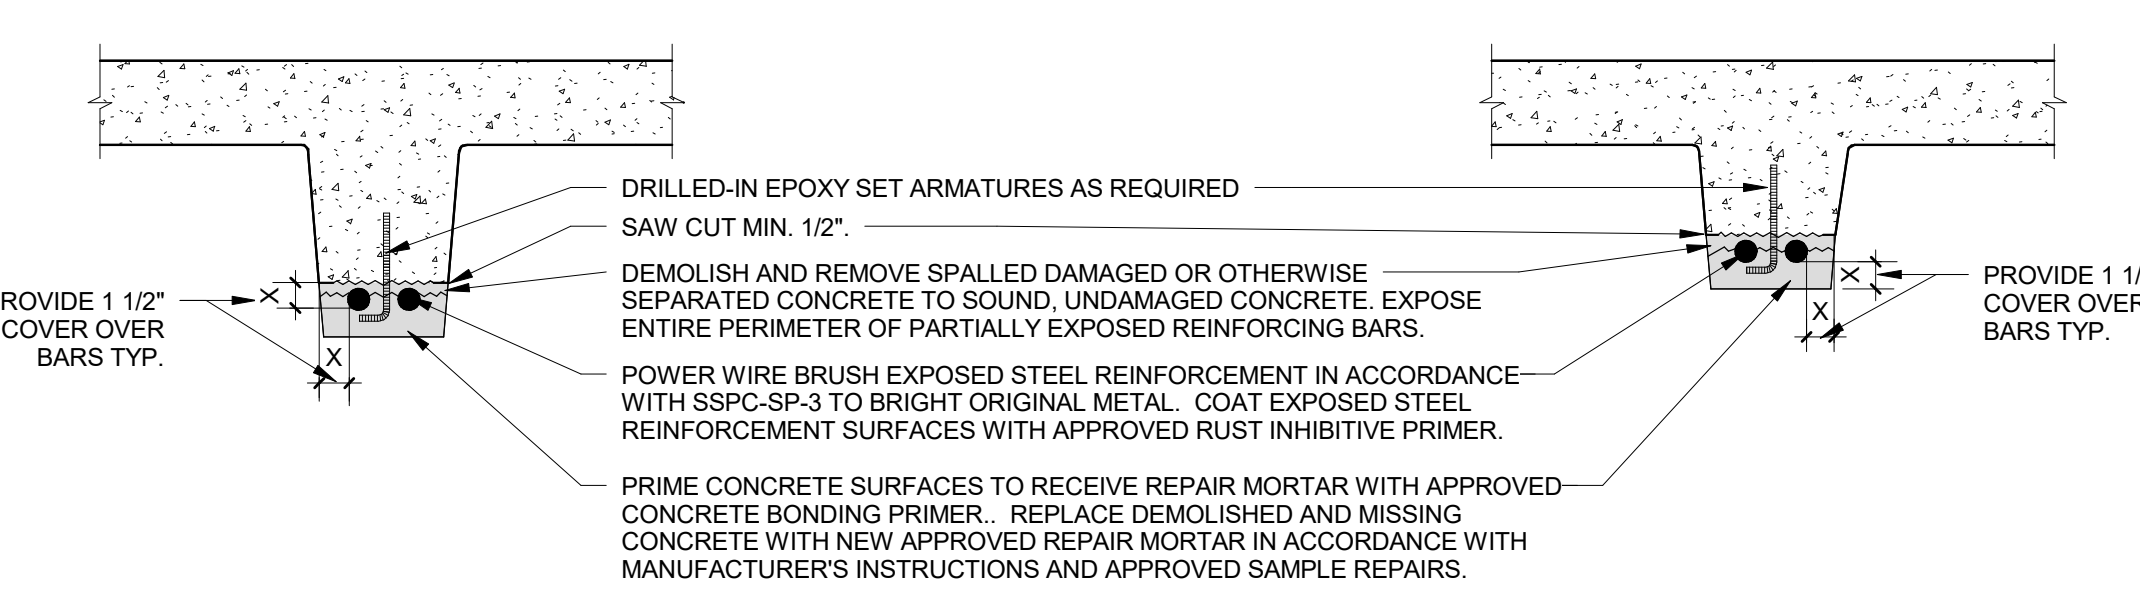 DRILLED-IN EPOXY SET ARMATURES AS REQUIRED
SAW CUT MIN. 1/2".
DEMOLISH AND REMOVE SPALLED DAMAGED OR OTHERWISE
SEPARATED CONCRETE TO SOUND, UNDAMAGED CONCRETE. EXPOSE
ENTIRE PERIMETER OF PARTIALLY EXPOSED REINFORCING BARS.
X
ROVIDE 1 1/2"
COVER OVER
BARS TYP.
X
X
X
PROVIDE 1 1/
COVER OVER
BARS TYP.
POWER WIRE BRUSH EXPOSED STEEL REINFORCEMENT IN ACCORDANCE
WITH SSPC-SP-3 TO BRIGHT ORIGINAL METAL. COAT EXPOSED STEEL
REINFORCEMENT SURFACES WITH APPROVED RUST INHIBITIVE PRIMER.
PRIME CONCRETE SURFACES TO RECEIVE REPAIR MORTAR WITH APPROVED
CONCRETE BONDING PRIMER.. REPLACE DEMOLISHED AND MISSING
CONCRETE WITH NEW APPROVED REPAIR MORTAR IN ACCORDANCE WITH
MANUFACTURER'S INSTRUCTIONS AND APPROVED SAMPLE REPAIRS.